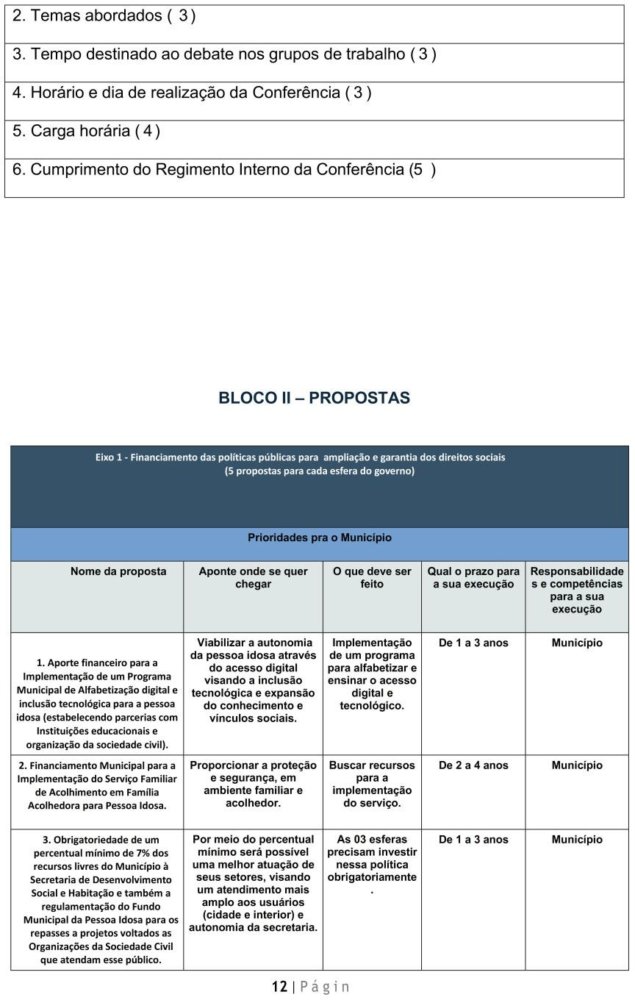 2. Temas abordados ( 3 )
3. Tempo destinado ao debate nos grupos de trabalho ( 3 )
4. Horário e dia de realização da Conferência ( 3 )
5. Carga horária ( 4 )
6. Cumprimento do Regimento Interno da Conferência (5 )
BLOCO II – PROPOSTAS
Eixo 1 - Financiamento das políticas públicas para ampliação e garantia dos direitos sociais
(5 propostas para cada esfera do governo)
Prioridades pra o Município
Nome da proposta
Aponte onde se quer
chegar
O que deve ser
feito
Qual o prazo para
a sua execução
Responsabilidade
s e competências
para a sua
execução
1. Aporte financeiro para a
Implementação de um Programa
Municipal de Alfabetização digital e
inclusão tecnológica para a pessoa
idosa (estabelecendo parcerias com
Instituições educacionais e
organização da sociedade civil).
Viabilizar a autonomia
da pessoa idosa através
do acesso digital
visando a inclusão
tecnológica e expansão
do conhecimento e
vínculos sociais.
Implementação
de um programa
para alfabetizar e
ensinar o acesso
digital e
tecnológico.
De 1 a 3 anos
Município
2. Financiamento Municipal para a
Implementação do Serviço Familiar
de Acolhimento em Família
Acolhedora para Pessoa Idosa.
Proporcionar a proteção
e segurança, em
ambiente familiar e
acolhedor.
Buscar recursos
para a
implementação
do serviço.
De 2 a 4 anos
Município
3. Obrigatoriedade de um
percentual mínimo de 7% dos
recursos livres do Município à
Secretaria de Desenvolvimento
Social e Habitação e também a
regulamentação do Fundo
Municipal da Pessoa Idosa para os
repasses a projetos voltados as
Organizações da Sociedade Civil
que atendam esse público.
Por meio do percentual
mínimo será possível
uma melhor atuação de
seus setores, visando
um atendimento mais
amplo aos usuários
(cidade e interior) e
autonomia da secretaria.
As 03 esferas
precisam investir
nessa política
obrigatoriamente
.
De 1 a 3 anos
Município
12 | P á g i n